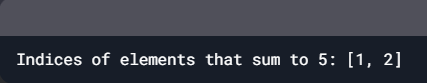 Indices of elements that sum to 5: [1, 2]